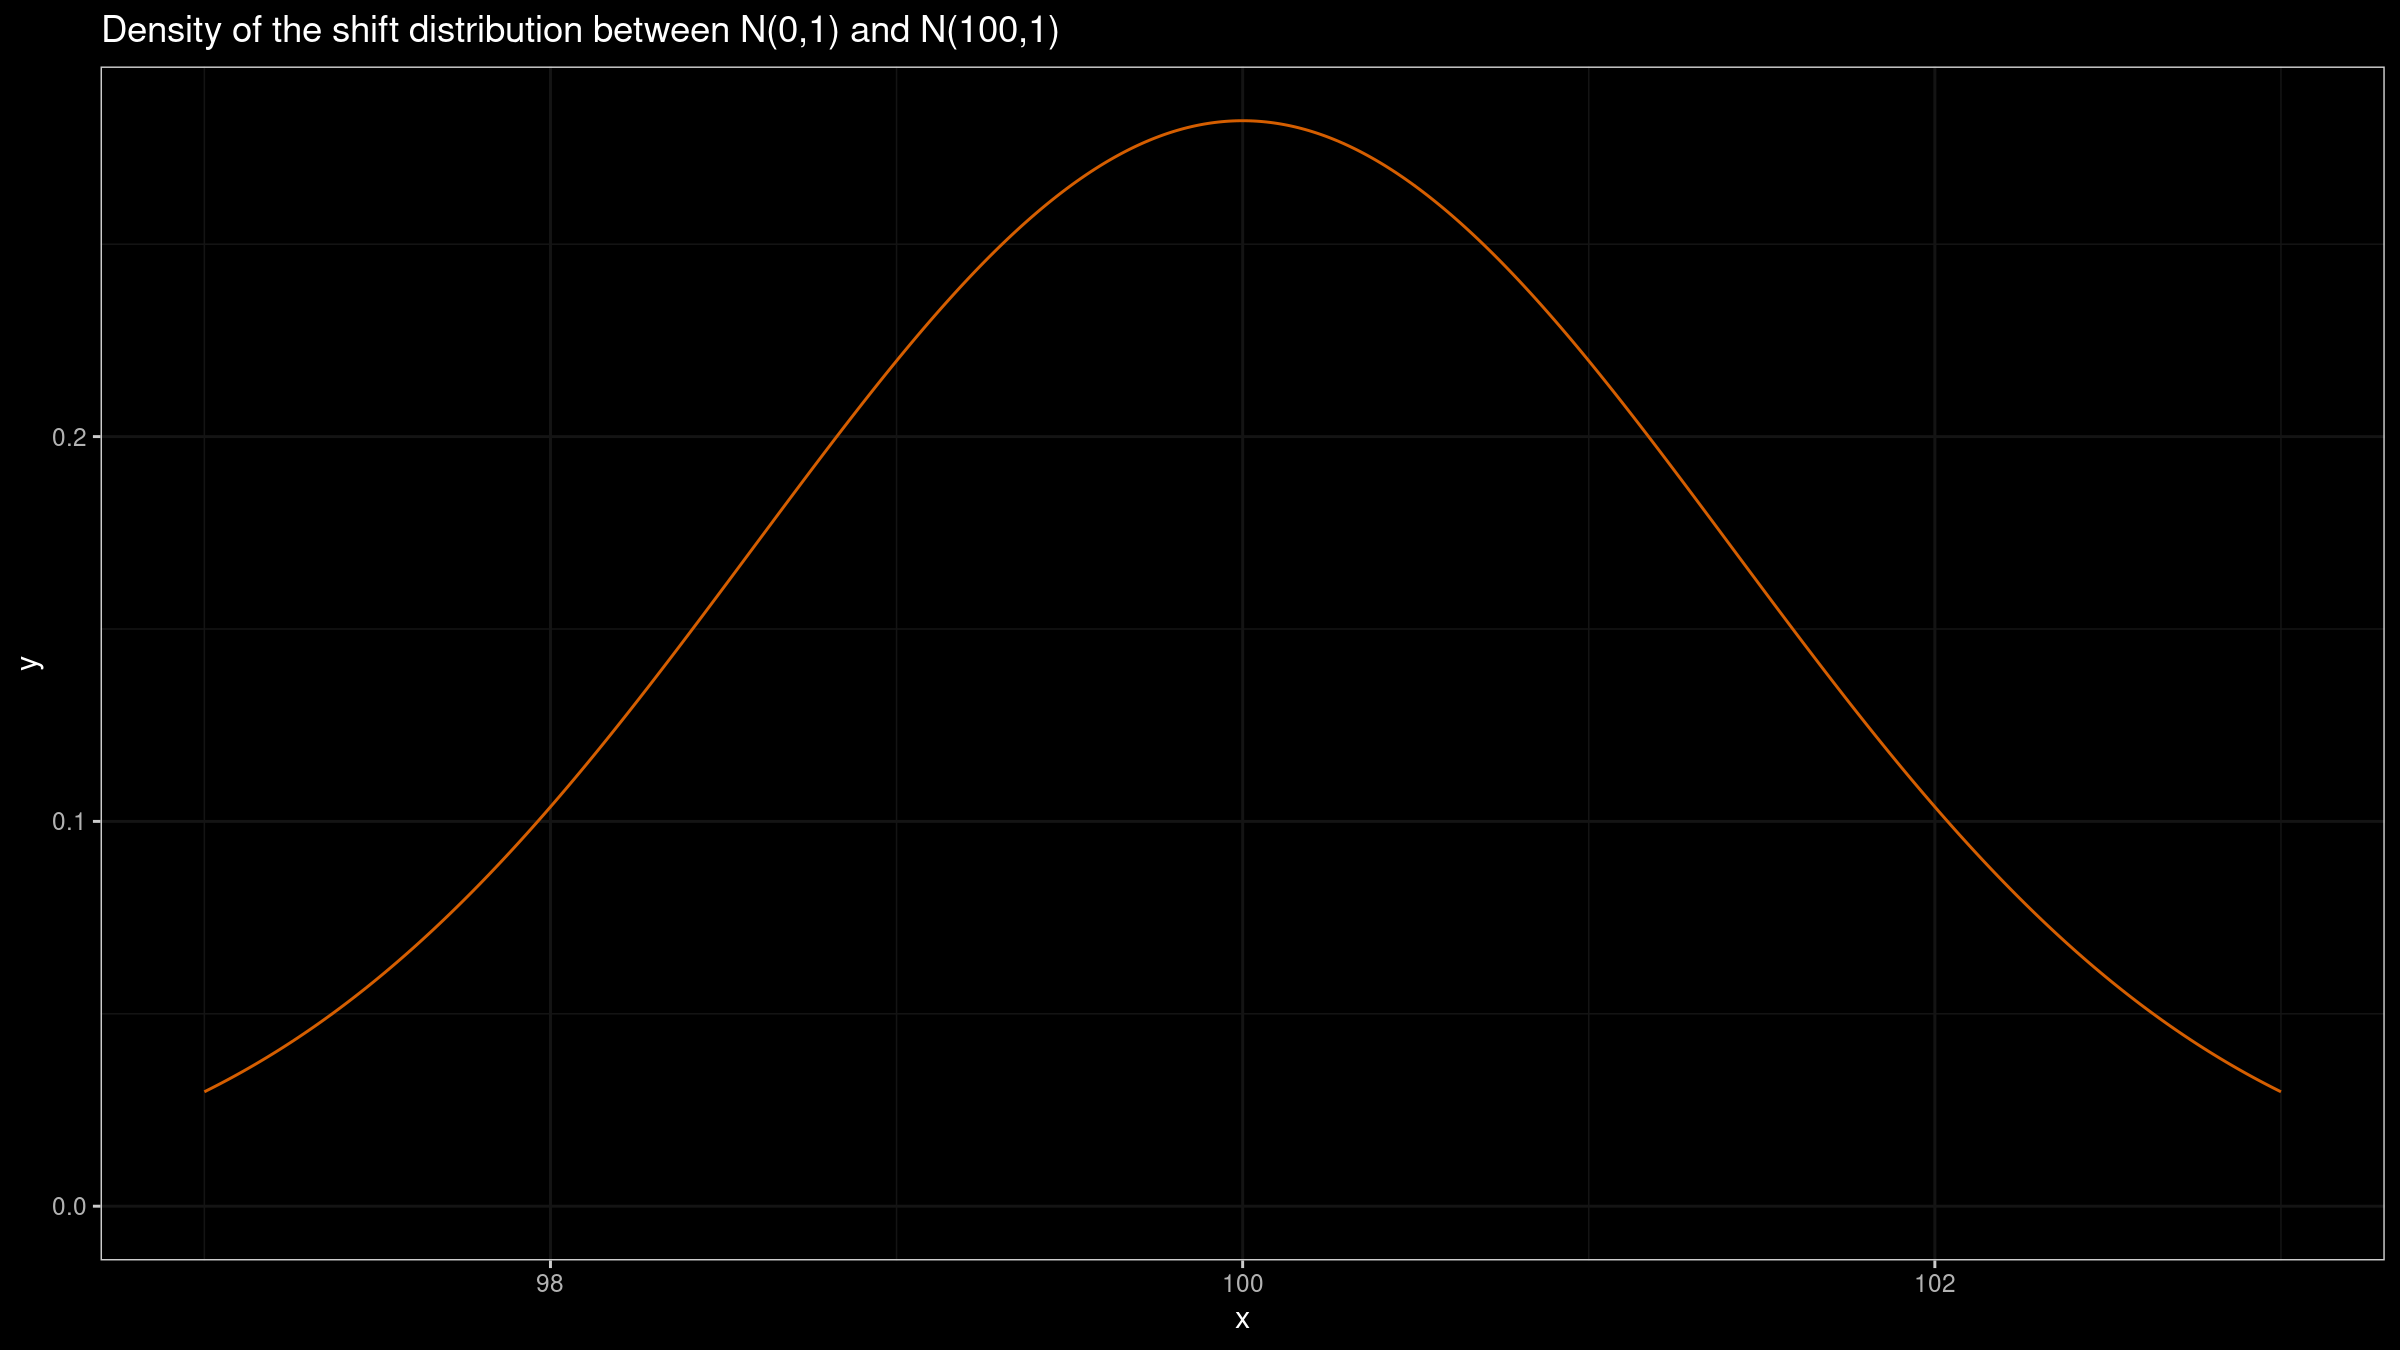 Density of the shift distribution between N(0,1) and N(100,1)
y
0.2
0.1
0.0
98
100
102
x